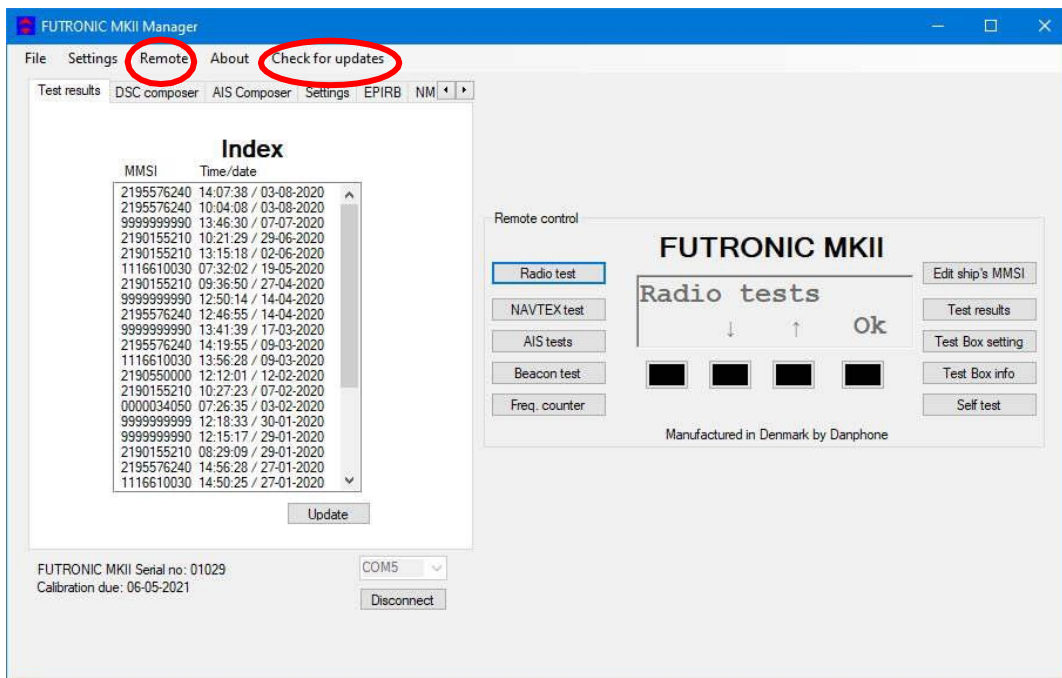 FUTRONIC MKII Manager
File Settings Remote About Check for updates
Test results DSC composer AIS Composer Settings EPIRB NM
Index
MMSI Time/date
2195576240 14:07:38 / 03-08-2020
2195576240 10:04:08 / 03-08-2020
9999999990 13:46:30 / 07-07-2020
2190155210 10:21:29 / 29-06-2020
2190155210 13:15:18 / 02-06-2020
1116610030 07:32:02 / 19-05-2020
2190155210 09:36:50 / 27-04-2020
9999999990 12:50:14 / 14-04-2020
2195576240 12:46:55 / 14-04-2020
9999999990 13:41:39 / 17-03-2020
2195576240 14:19:55 / 09-03-2020
1116610030 13:56:28 / 09-03-2020
2190550000 12:12:01 / 12-02-2020
2190155210 10:27:23 / 07-02-2020
0000034050 07:26:35 / 03-02-2020
9999999999 12:18:33 / 30-01-2020
9999999990 12:15:17 / 29-01-2020
2190155210 08:29:09 / 29-01-2020
2195576240 14:56:28 / 27-01-2020
1116610030 14:50:25 / 27-01-2020
Update
FUTRONIC MKII Serial no: 01029
Calibration due: 06-05-2021
COM5
Disconnect
Remote control
FUTRONIC MKII
Radio test
NAVTEX test
AIS tests
Beacon test
Freq. counter
Radio tests
↓ ↑ Ok
Edit ship's MMSI
Test results
Test Box setting
Test Box info
Self test
Manufactured in Denmark by Danphone